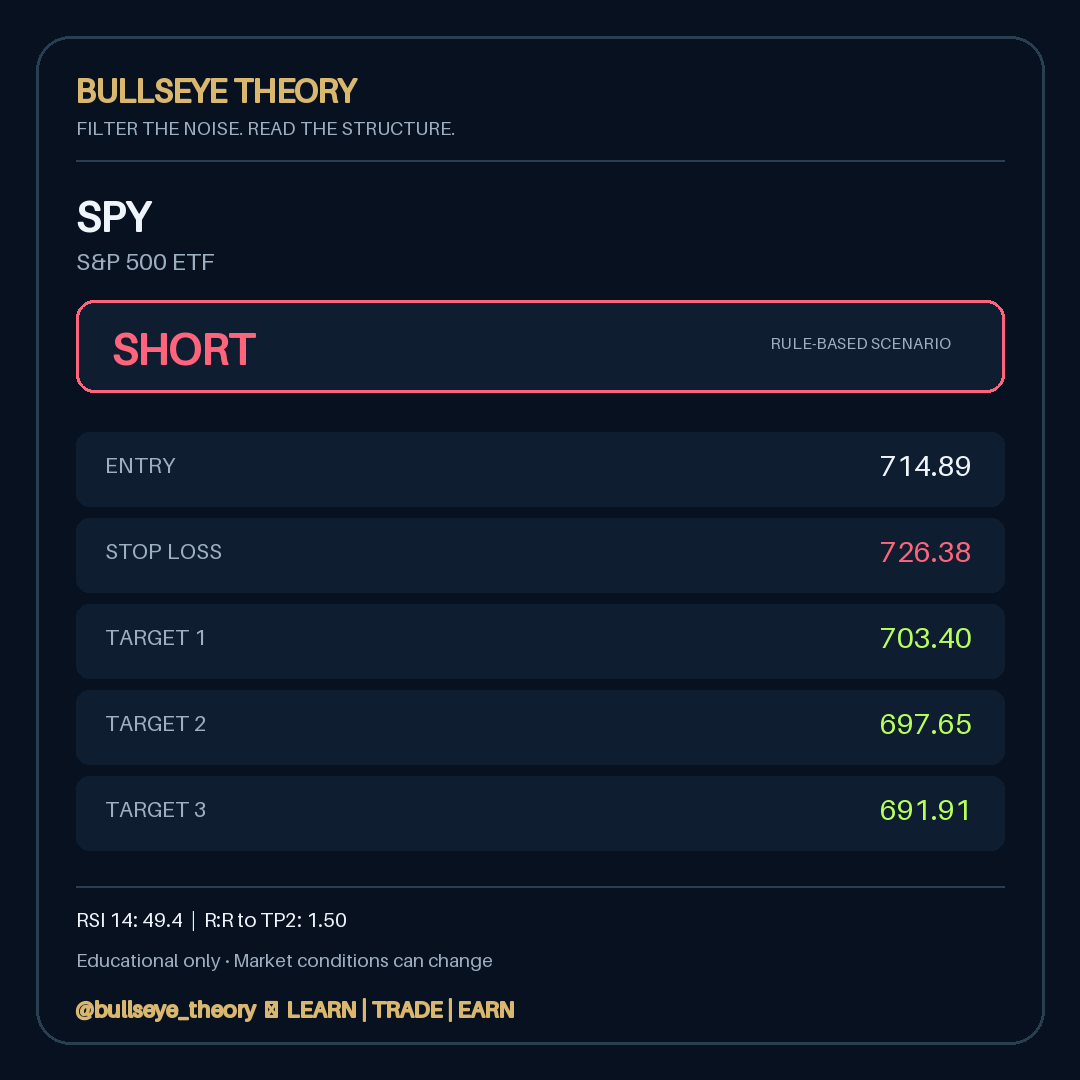 BULLSEYE THEORY
FILTER THE NOISE. READ THE STRUCTURE.
SPY
S&P 500 ETF
SHORT
RULE-BASED SCENARIO
ENTRY 714.89
STOP LOSS 726.38
TARGET 1 703.40
TARGET 2 697.65
TARGET 3 691.91
RSI 14: 49.4 | R:R to TP2: 1.50
Educational only · Market conditions can change
@bullseye_theory LEARN | TRADE | EARN